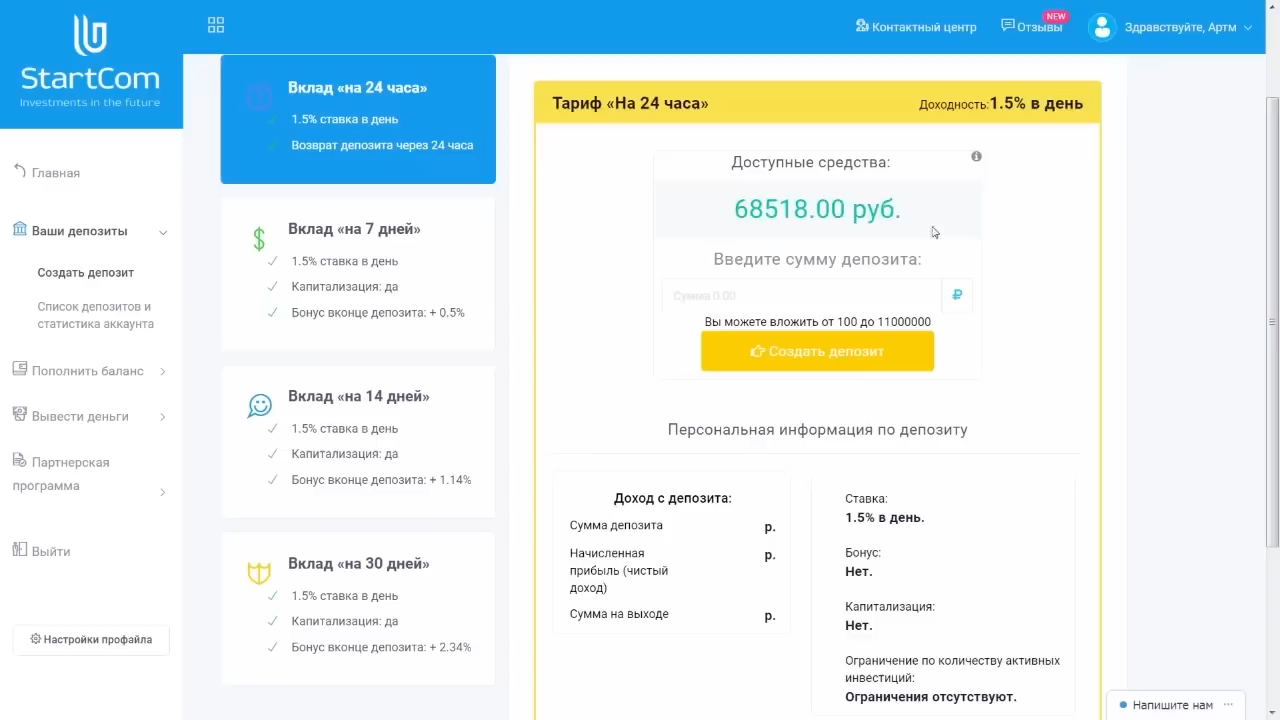 StartCom
Investments in the future
Контактный центр
Отзывы
NEW
Здравствуйте, Артм
Главная
Ваши депозиты
Создать депозит
Список депозитов и
статистика аккаунта
Пополнить баланс
Вывести деньги
Партнерская
программа
Выйти
Настройки профайла
Вклад «на 24 часа»
1.5% ставка в день
Возврат депозита через 24 часа
Вклад «на 7 дней»
1.5% ставка в день
Капитализация: да
Бонус вконце депозита: + 0.5%
Вклад «на 14 дней»
1.5% ставка в день
Капитализация: да
Бонус вконце депозита: + 1.14%
Вклад «на 30 дней»
1.5% ставка в день
Капитализация: да
Бонус вконце депозита: + 2.34%
Тариф «На 24 часа»
Доходность:1.5% в день
Доступные средства:
68518.00 руб.
Введите сумму депозита:
Сумма 0.00
Вы можете вложить от 100 до 11000000
Создать депозит
Персональная информация по депозиту
Доход с депозита:
Сумма депозита р.
Начисленная р.
прибыль (чистый
доход)
Сумма на выходе р.
Ставка:
1.5% в день.
Бонус:
Нет.
Капитализация:
Нет.
Ограничение по количеству активных
инвестиций:
Ограничения отсутствуют.
Напишите нам